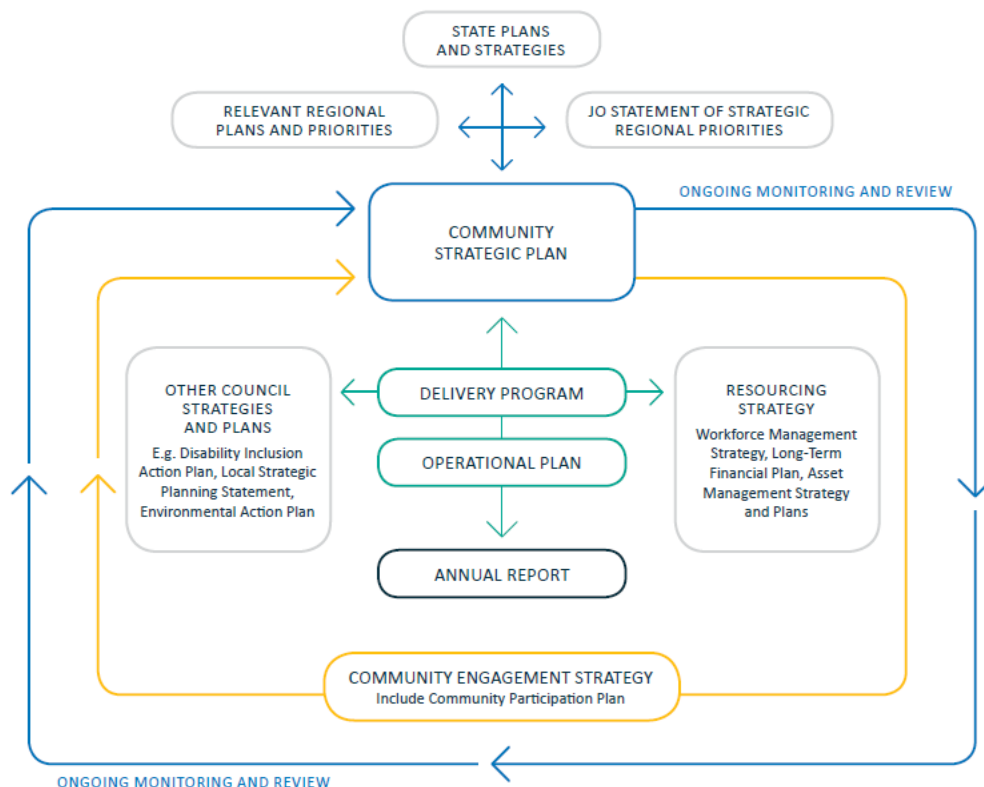 STATE PLANS
AND STRATEGIES
RELEVANT REGIONAL
PLANS AND PRIORITIES
JO STATEMENT OF STRATEGIC
REGIONAL PRIORITIES
ONGOING MONITORING AND REVIEW
COMMUNITY
STRATEGIC PLAN
OTHER COUNCIL
STRATEGIES
AND PLANS
E.g. Disability Inclusion
Action Plan, Local Strategic
Planning Statement,
Environmental Action Plan
DELIVERY PROGRAM
OPERATIONAL PLAN
ANNUAL REPORT
RESOURCING
STRATEGY
Workforce Management
Strategy, Long-Term
Financial Plan, Asset
Management Strategy
and Plans
COMMUNITY ENGAGEMENT STRATEGY
Include Community Participation Plan
ONGOING MONITORING AND REVIEW